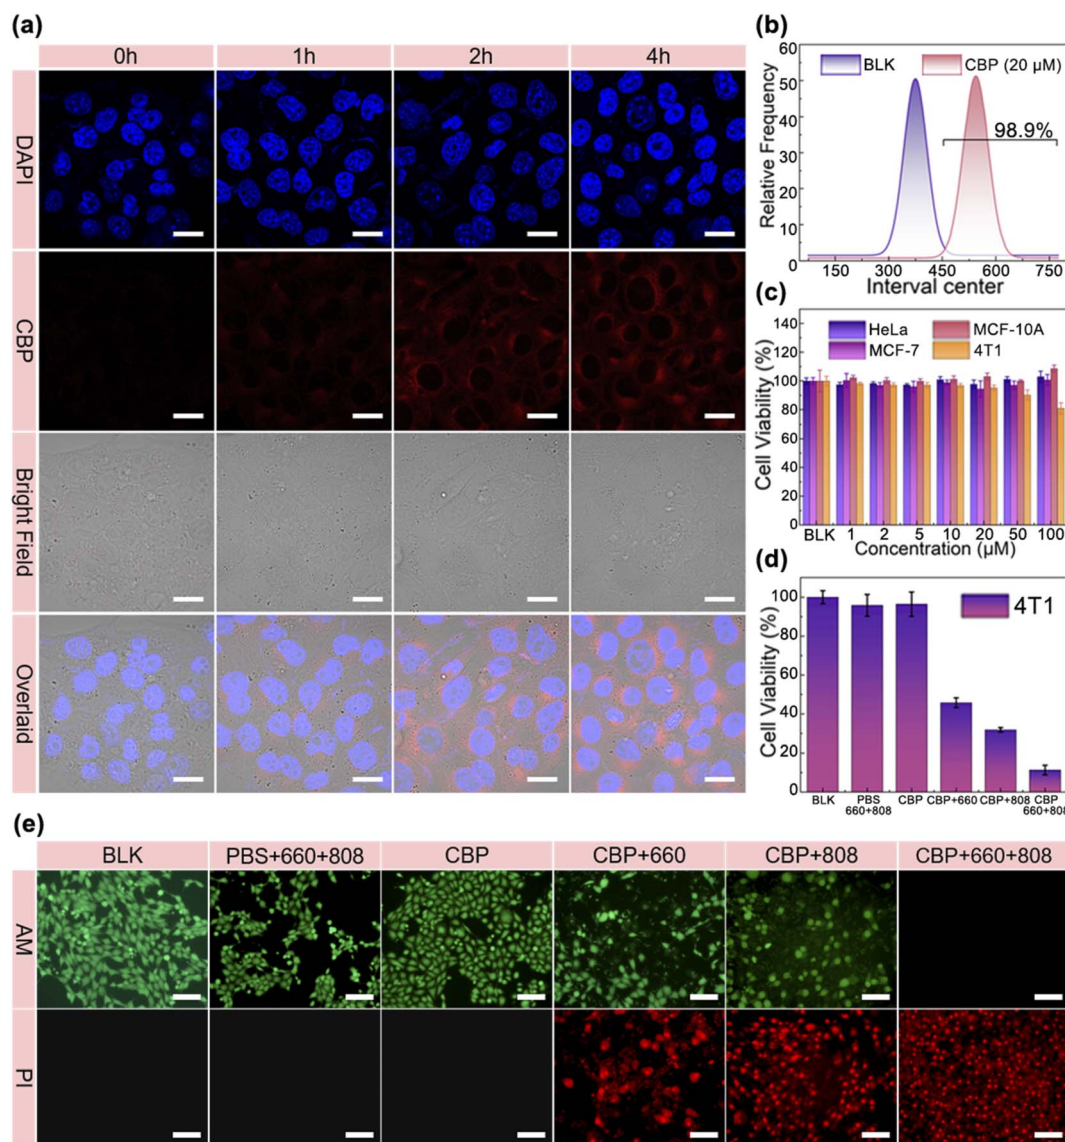 (a)
0h 1h 2h 4h
DAPI
CBP
Bright Field
Overlaid
(b)
60
50
40
30
20
10
0
Relative Frequency
BLK CBP (20 µM)
98.9%
150 300 450 600 750
Interval center
(c)
140
120
100
80
60
40
20
0
Cell Viability (%)
HeLa MCF-10A
MCF-7 4T1
BLK 1 2 5 10 20 50 100
Concentration (µM)
(d)
100
80
60
40
20
0
Cell Viability (%)
4T1
BLK PBS CBP CBP+660 CBP+808 CBP
660+808 660+808
(e)
BLK PBS+660+808 CBP CBP+660 CBP+808 CBP+660+808
AM
PI